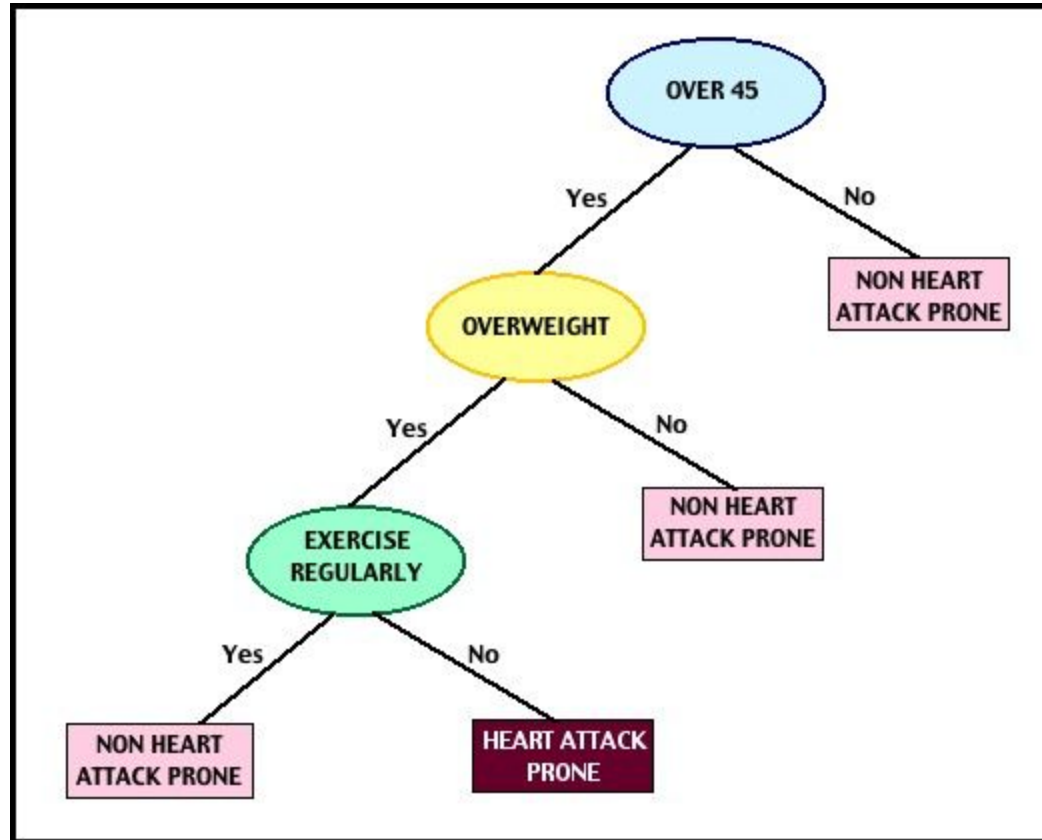 OVER 45
Yes
No
NON HEART
ATTACK PRONE
OVERWEIGHT
Yes
No
NON HEART
ATTACK PRONE
EXERCISE
REGULARLY
Yes
No
NON HEART
ATTACK PRONE
HEART ATTACK
PRONE